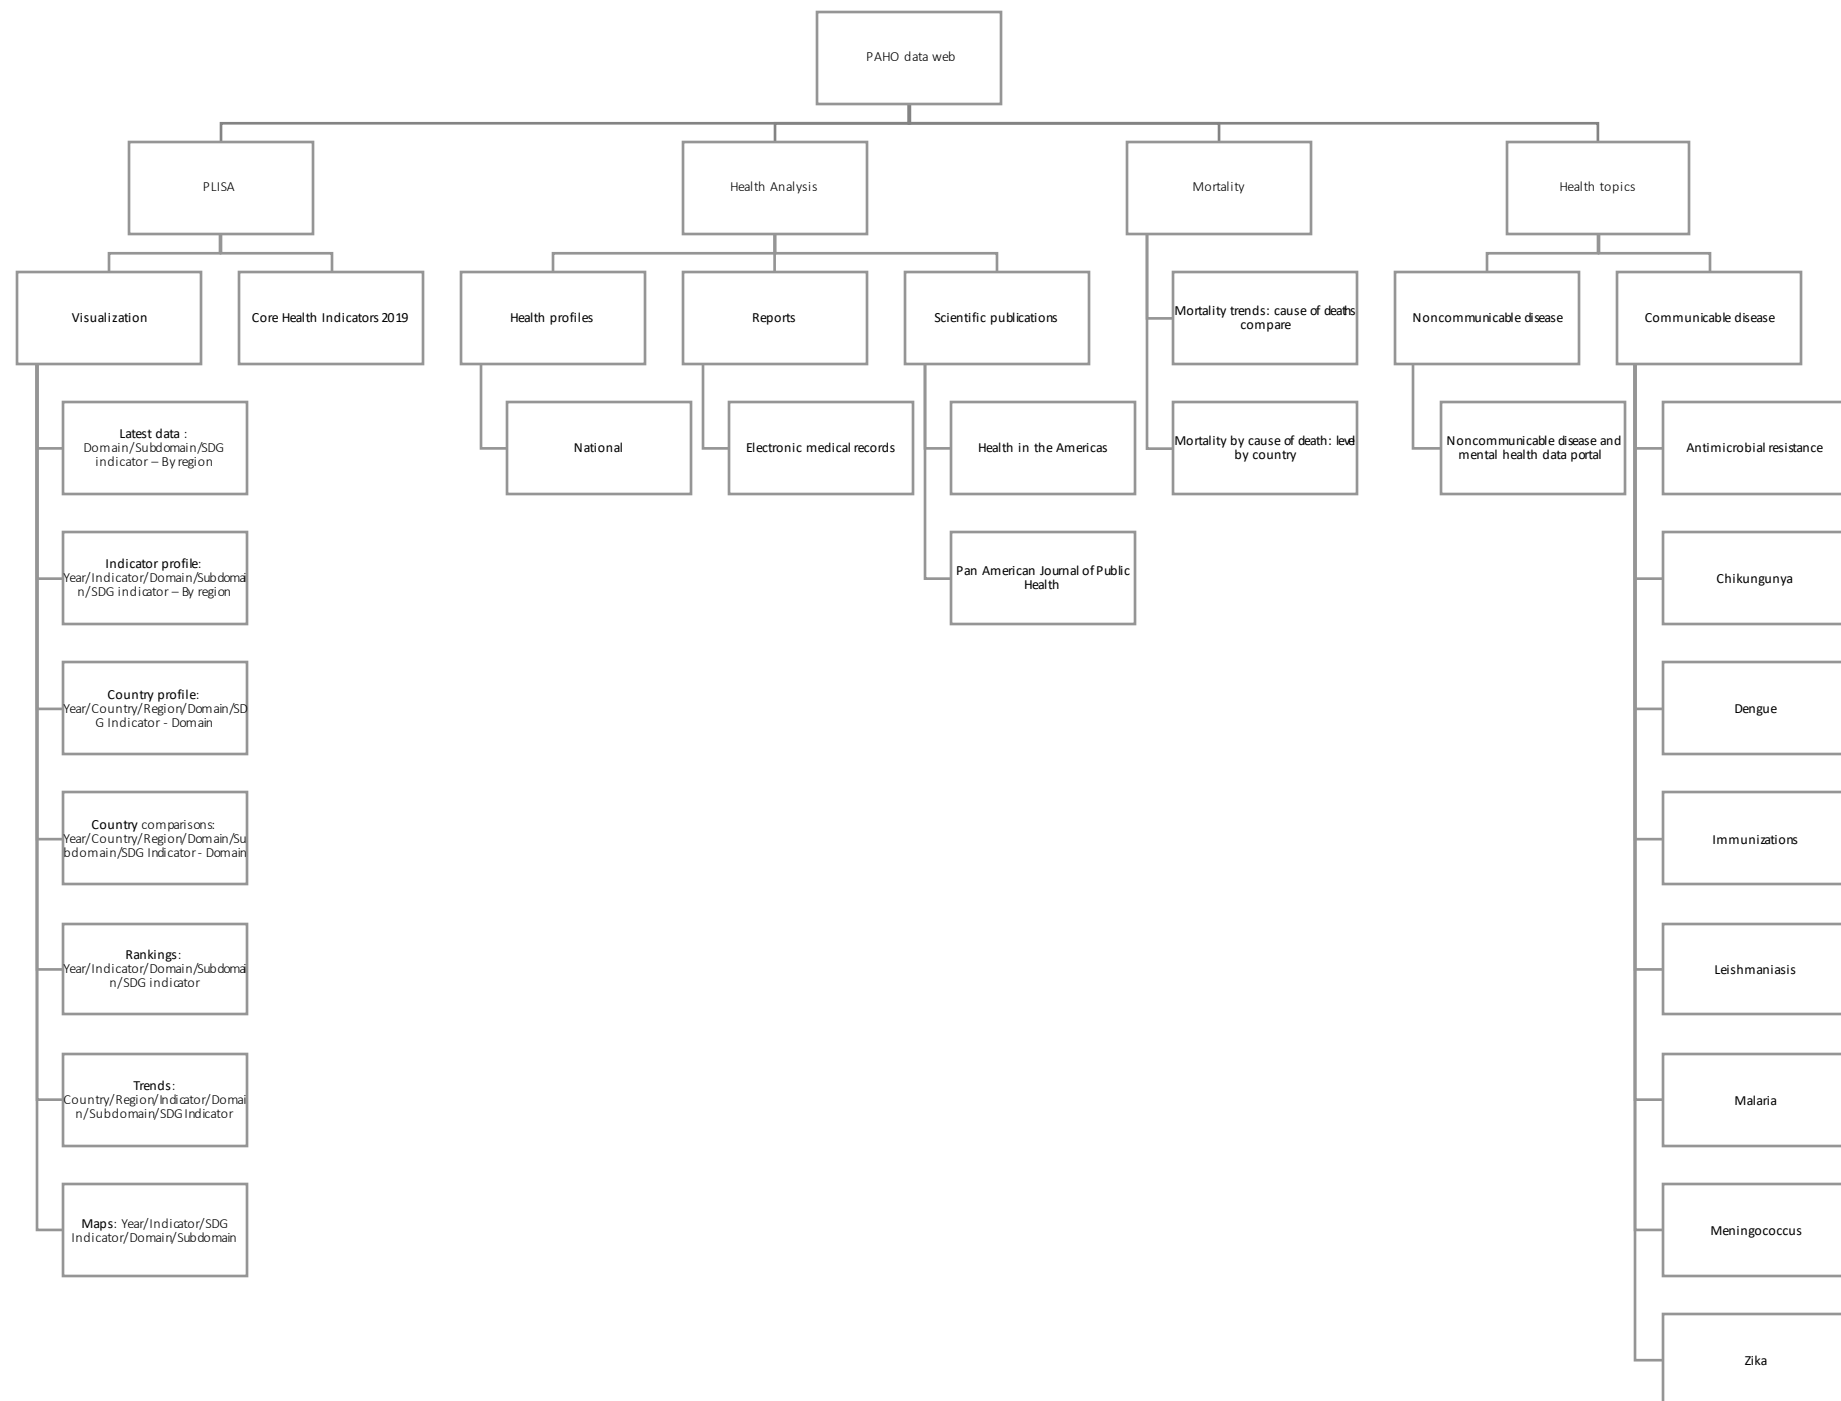 PAHO data web
PLISA
Health Analysis
Mortality
Health topics
Visualization
Core Health Indicators 2019
Health profiles
Reports
Scientific publications
Mortality trends: cause of deaths
compare
Noncommunicable disease
Communicable disease
Latest data :
Domain/Subdomain/SDG
indicator – By region
National
Electronic medical records
Health in the Americas
Mortality by cause of death: level
by country
Noncommunicable disease and
mental health data portal
Antimicrobial resistance
Indicator profile:
Year/Indicator/Domain/Subdomai
n/SDG indicator – By region
Pan American Journal of Public
Health
Chikungunya
Country profile:
Year/Country/Region/Domain/SD
G Indicator - Domain
Dengue
Country comparisons:
Year/Country/Region/Domain/Su
bdomain/SDG Indicator - Domain
Immunizations
Rankings:
Year/Indicator/Domain/Subdomai
n/SDG indicator
Leishmaniasis
Trends:
Country/Region/Indicator/Domai
n/Subdomain/SDG Indicator
Malaria
Maps: Year/Indicator/SDG
Indicator/Domain/Subdomain
Meningococcus
Zika